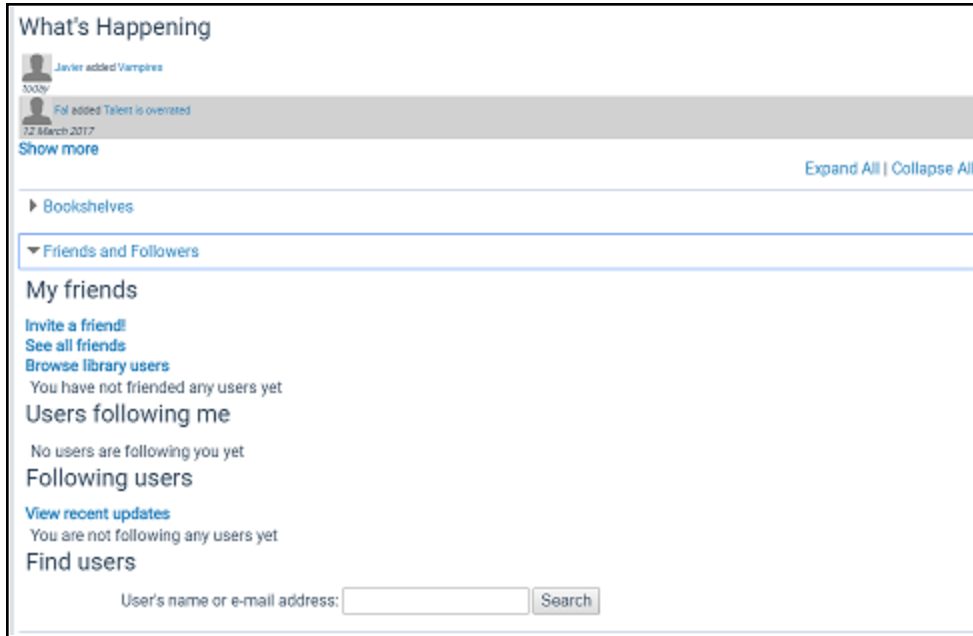 What's Happening
Javier added Vampires
today
Fal added Talent is overrated
12 March 2017
Show more
Expand All | Collapse All
Bookshelves
Friends and Followers
My friends
Invite a friend!
See all friends
Browse library users
You have not friended any users yet
Users following me
No users are following you yet
Following users
View recent updates
You are not following any users yet
Find users
User's name or e-mail address: Search